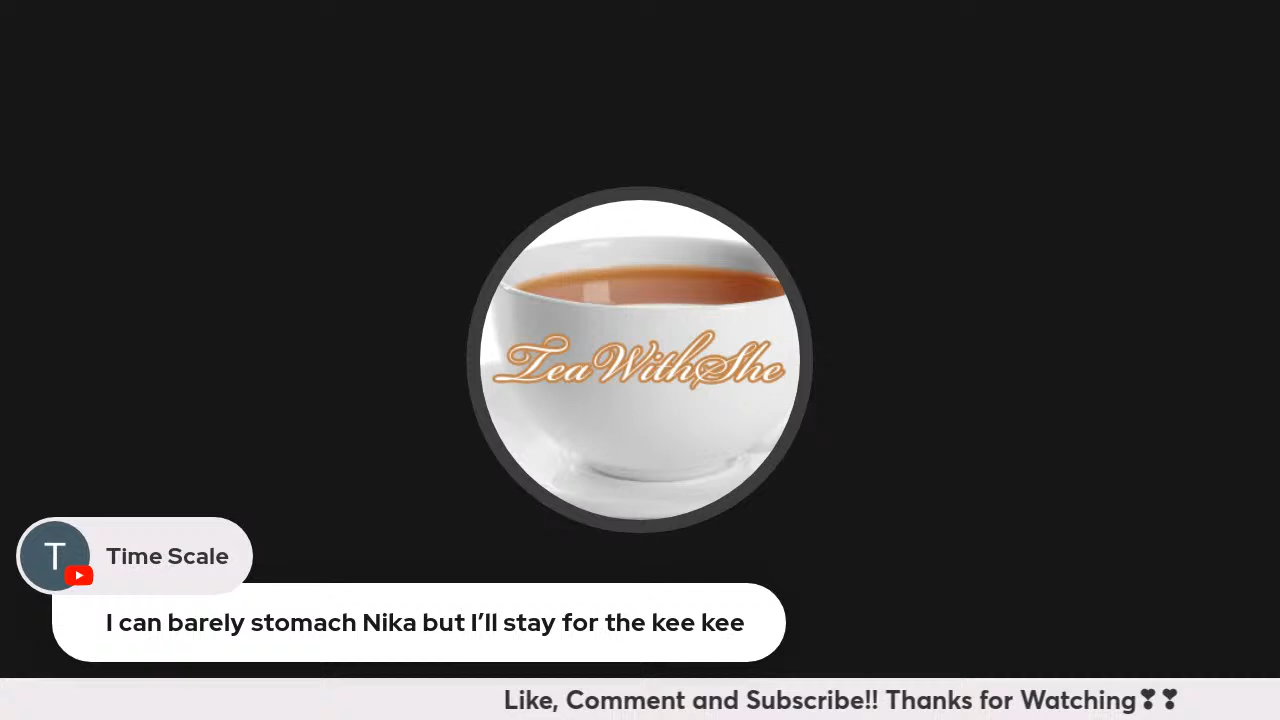 TeaWithShe
T
Time Scale
I can barely stomach Nika but I’ll stay for the kee kee
Like, Comment and Subscribe!! Thanks for Watching❣❣